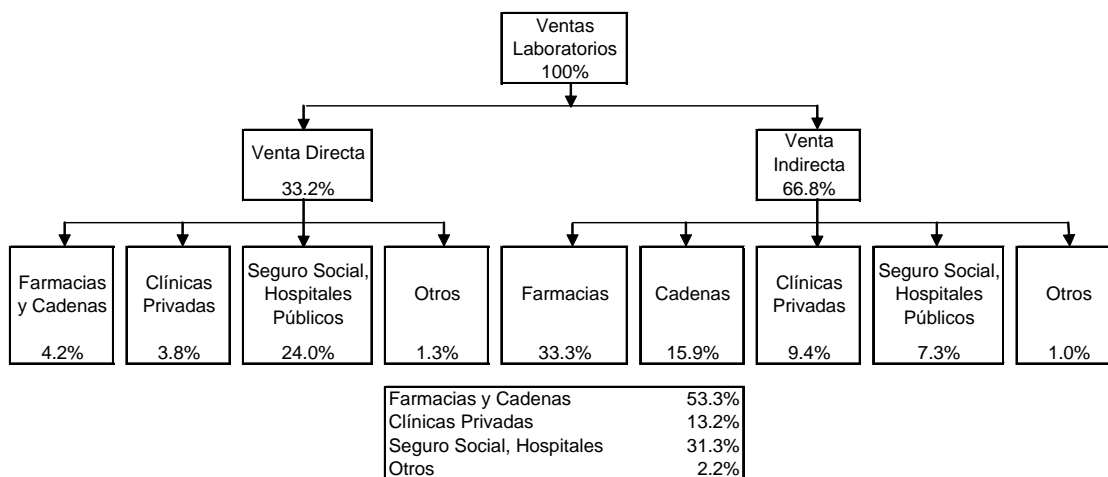 Ventas
Laboratorios
100%
Venta Directa
33.2%
Venta
Indirecta
66.8%
Farmacias
y Cadenas
4.2%
Clínicas
Privadas
3.8%
Seguro Social,
Hospitales
Públicos
24.0%
Otros
1.3%
Farmacias
33.3%
Cadenas
15.9%
Clínicas
Privadas
9.4%
Seguro Social,
Hospitales
Públicos
7.3%
Otros
1.0%
Farmacias y Cadenas 53.3%
Clínicas Privadas 13.2%
Seguro Social, Hospitales 31.3%
Otros 2.2%